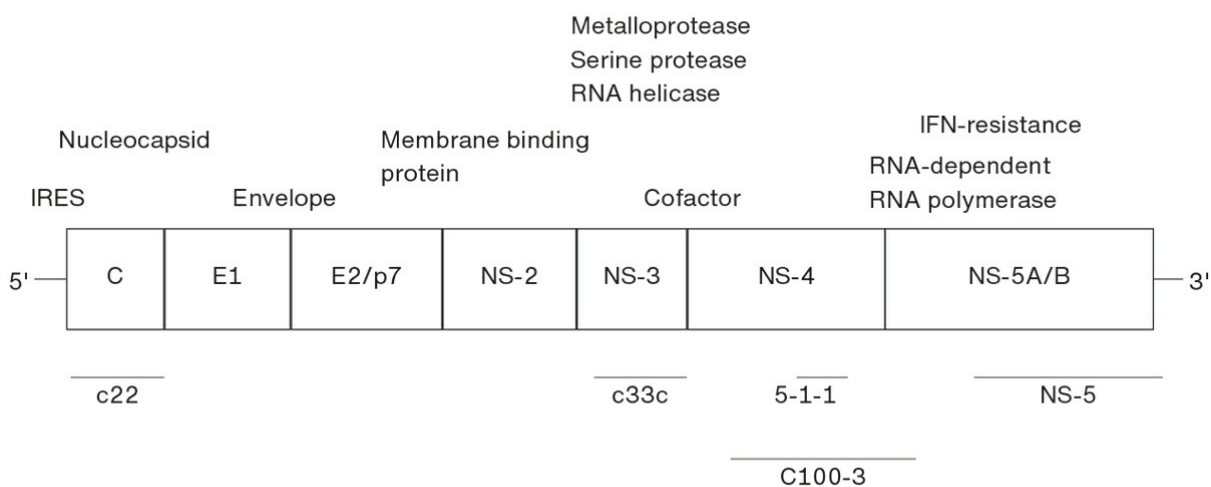 Metalloprotease
Serine protease
RNA helicase
IFN-resistance
Nucleocapsid
Membrane binding
protein
RNA-dependent
RNA polymerase
IRES
Envelope
Cofactor
5' C E1 E2/p7 NS-2 NS-3 NS-4 NS-5A/B 3'
c22 c33c 5-1-1 NS-5
C100-3